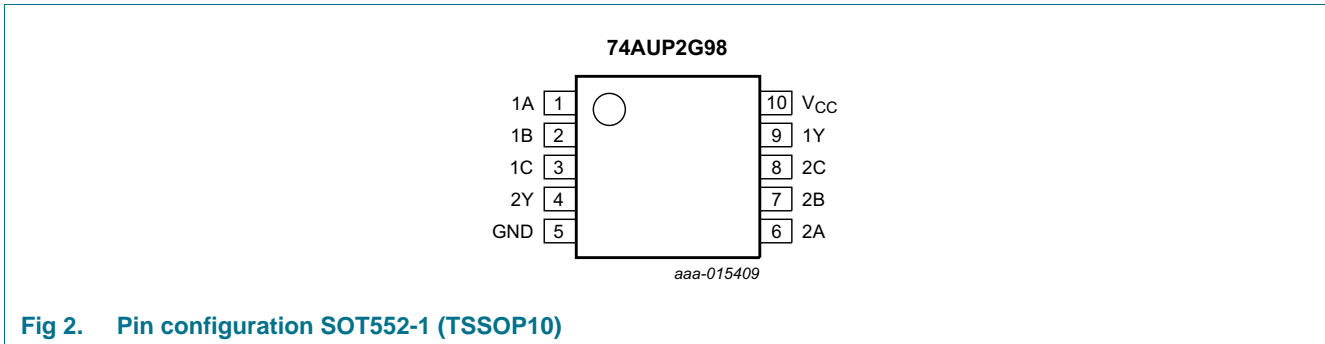 74AUP2G98
1A 1 10 VCC
1B 2 9 1Y
1C 3 8 2C
2Y 4 7 2B
GND 5 6 2A
aaa-015409
Fig 2. Pin configuration SOT552-1 (TSSOP10)